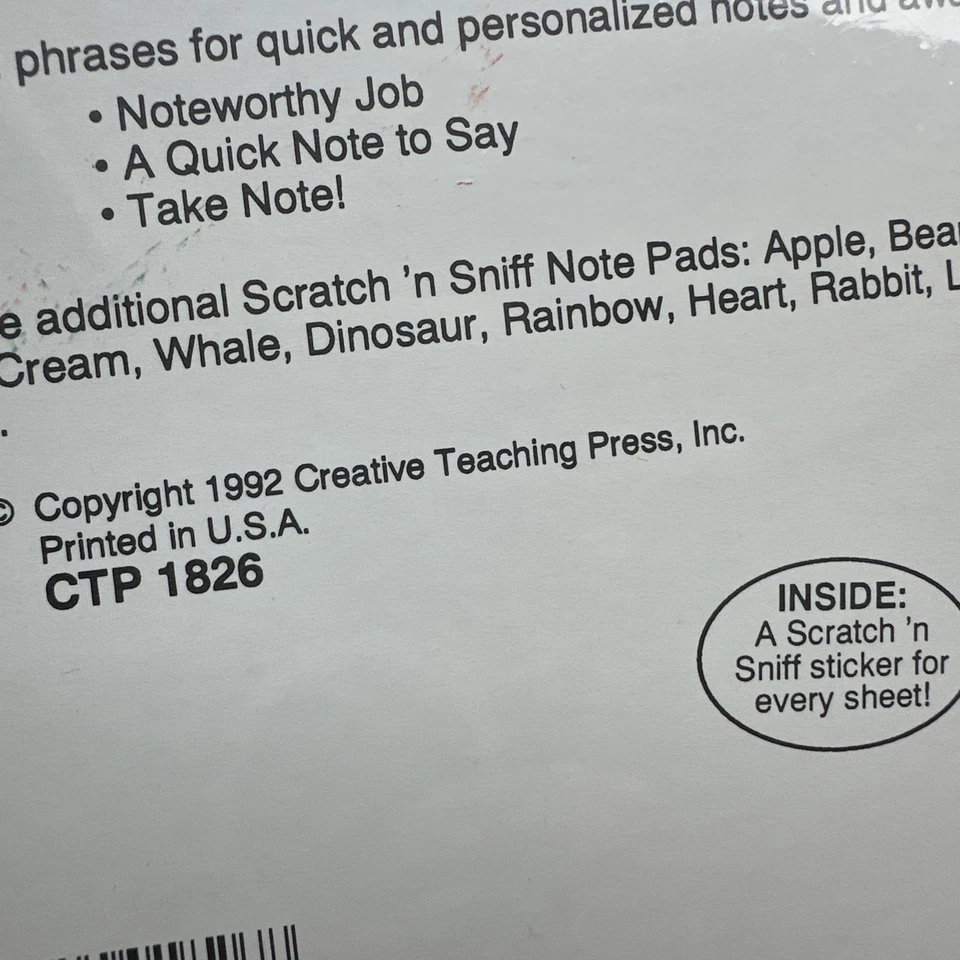 phrases for quick and personalized notes and
• Noteworthy Job
• A Quick Note to Say
• Take Note!
additional Scratch 'n Sniff Note Pads: Apple,
Cream, Whale, Dinosaur, Rainbow, Heart, Rabbit,
.
© Copyright 1992 Creative Teaching Press, Inc.
Printed in U.S.A.
CTP 1826
INSIDE:
A Scratch 'n
Sniff sticker for
every sheet!